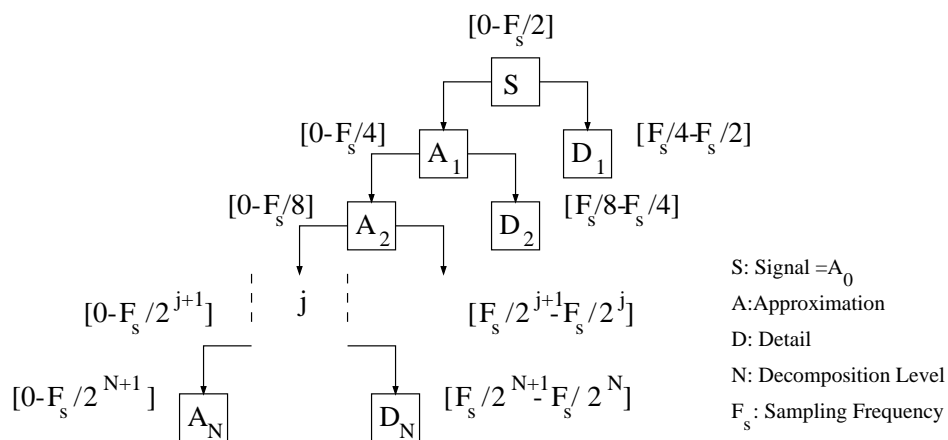 [0-F_s/2]
S
[0-F_s/4]
A_1
D_1
[F_s/4-F_s/2]
[0-F_s/8]
A_2
D_2
[F_s/8-F_s/4]
[0-F_s/2^{j+1}]
j
[F_s/2^{j+1}-F_s/2^j]
[0-F_s/2^{N+1}]
A_N
D_N
[F_s/2^{N+1}-F_s/2^N]
S: Signal =A_0
A:Approximation
D: Detail
N: Decomposition Level
F_s: Sampling Frequency